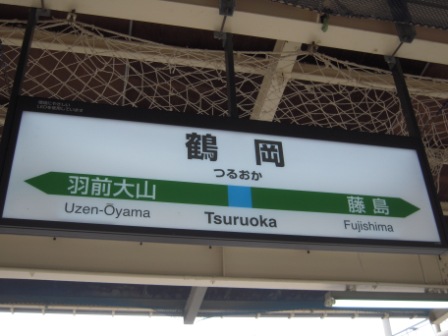 鶴岡
つるおか
羽前大山
藤島
Uzen-Ōyama
Tsuruoka
Fujishima